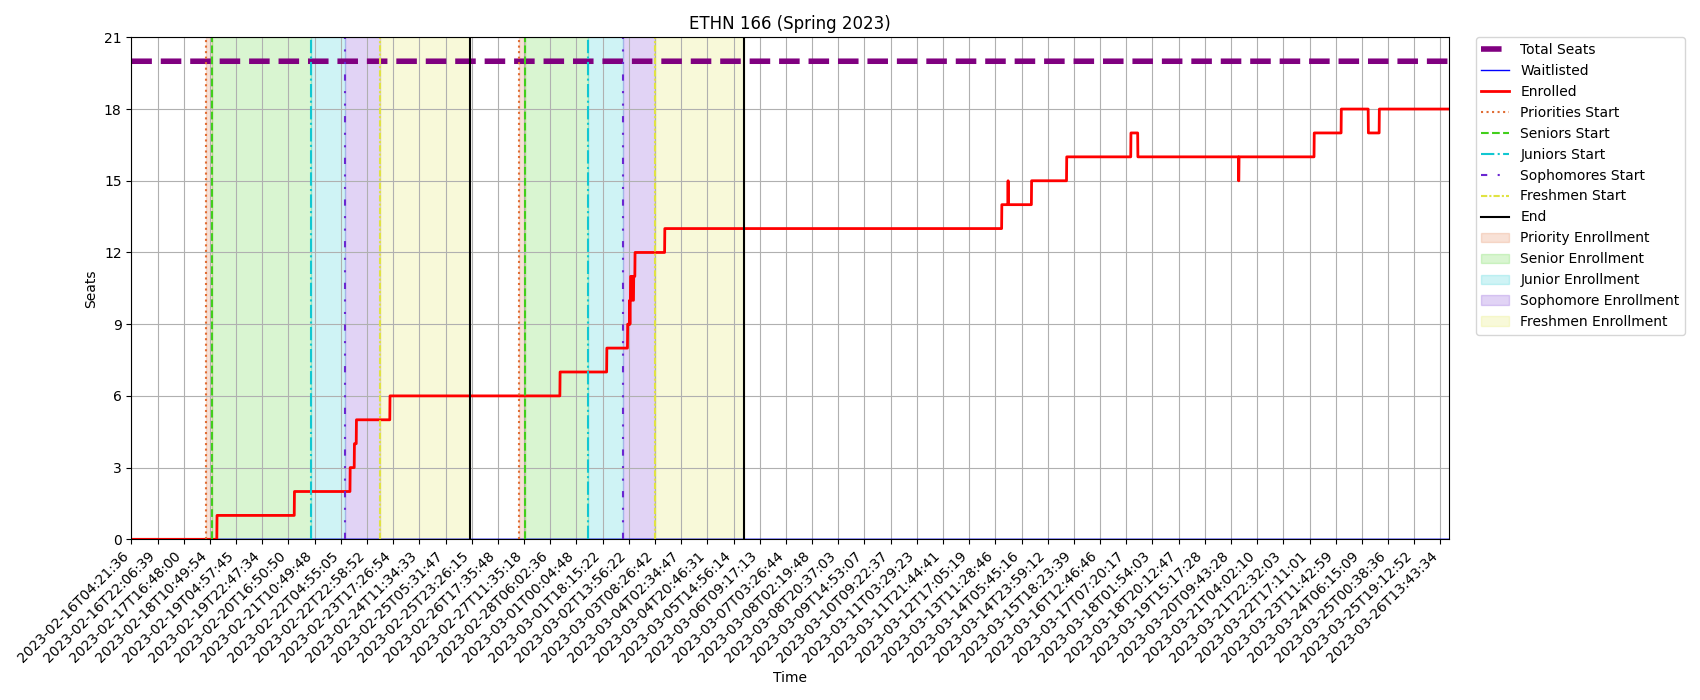 ETHN 166 (Spring 2023)
21
18
15
12
9
6
3
0
Seats
2023-02-16T04:21:36
2023-02-16T22:06:39
2023-02-17T16:48:00
2023-02-18T10:49:54
2023-02-19T04:57:45
2023-02-19T22:47:34
2023-02-20T16:50:50
2023-02-21T10:49:48
2023-02-22T04:55:05
2023-02-22T22:58:52
2023-02-23T17:26:54
2023-02-24T11:34:33
2023-02-25T05:31:47
2023-02-25T23:26:15
2023-02-26T17:35:48
2023-02-27T11:35:18
2023-02-28T06:02:36
2023-03-01T00:04:48
2023-03-01T18:15:22
2023-03-02T13:56:22
2023-03-03T08:26:42
2023-03-04T02:34:47
2023-03-04T20:46:31
2023-03-05T14:56:14
2023-03-06T09:17:13
2023-03-07T03:26:44
2023-03-08T02:19:48
2023-03-08T20:37:03
2023-03-09T14:53:07
2023-03-10T09:22:37
2023-03-11T03:29:23
2023-03-11T21:44:41
2023-03-12T17:05:19
2023-03-13T11:28:46
2023-03-14T05:45:16
2023-03-14T23:59:12
2023-03-15T18:23:39
2023-03-16T12:46:46
2023-03-17T07:20:17
2023-03-18T01:54:03
2023-03-18T20:12:47
2023-03-19T15:17:28
2023-03-20T09:43:28
2023-03-21T04:02:10
2023-03-21T22:32:03
2023-03-22T17:11:01
2023-03-23T11:42:59
2023-03-24T06:15:09
2023-03-25T00:38:36
2023-03-25T19:12:52
2023-03-26T13:43:34
Time
Total Seats
Waitlisted
Enrolled
Priorities Start
Seniors Start
Juniors Start
Sophomores Start
Freshmen Start
End
Priority Enrollment
Senior Enrollment
Junior Enrollment
Sophomore Enrollment
Freshmen Enrollment